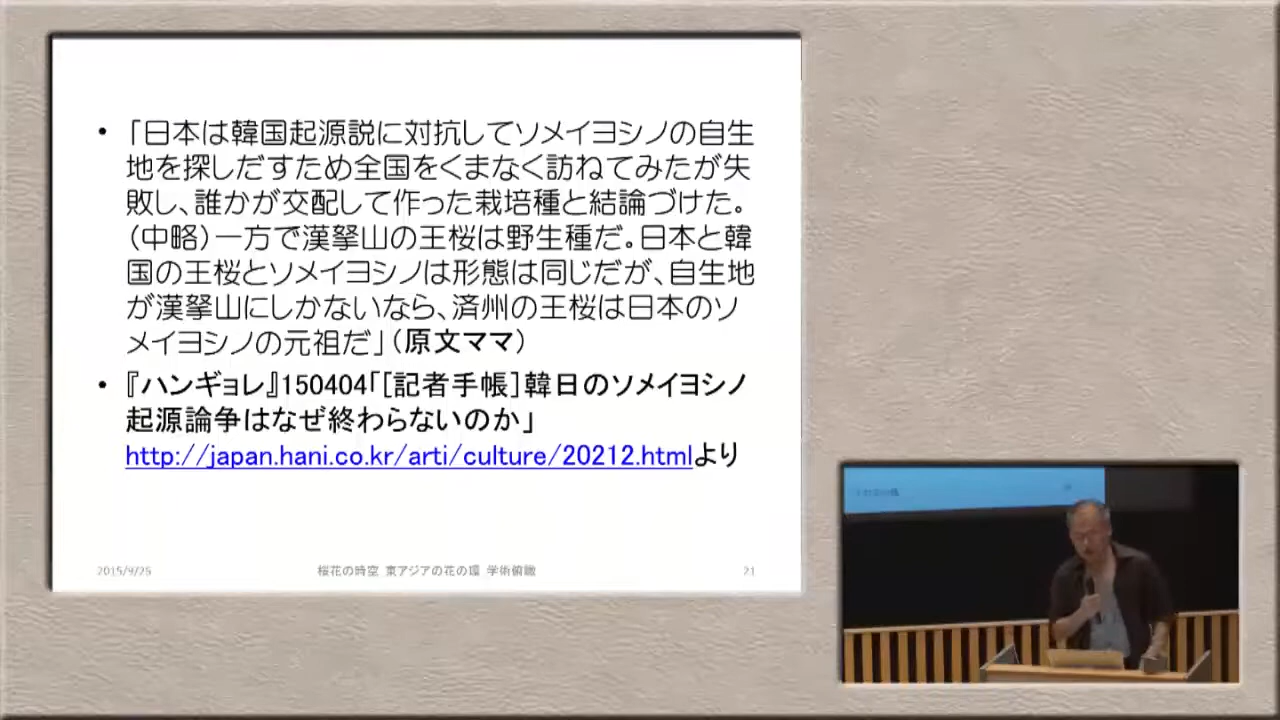 ・「日本は韓国起源説に対抗してソメイヨシノの自生
地を探しだすため全国をくまなく訪ねてみたが失
敗し、誰かが交配して作った栽培種と結論づけた。
（中略）一方で漢拏山の王桜は野生種だ。日本と韓
国の王桜とソメイヨシノは形態は同じだが、自生地
が漢拏山にしかないなら、済州の王桜は日本のソ
メイヨシノの元祖だ」（原文ママ）
・『ハンギョレ』150404「[記者手帳]韓日のソメイヨシノ
起源論争はなぜ終わらないのか」
http://japan.hani.co.kr/arti/culture/20212.htmlより
2015/9/25 桜花の時空 東アジアの花の環 学術俯瞰 21